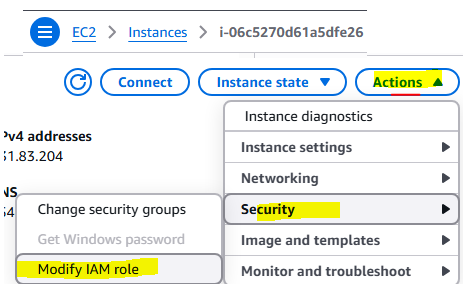 EC2 > Instances > i-06c5270d61a5dfe26
Connect Instance state Actions
Instance diagnostics
Pv4 addresses
Instance settings
51.83.204
Networking
NS
54
Change security groups
Security
Get Windows password
Image and templates
Modify IAM role
Monitor and troubleshoot